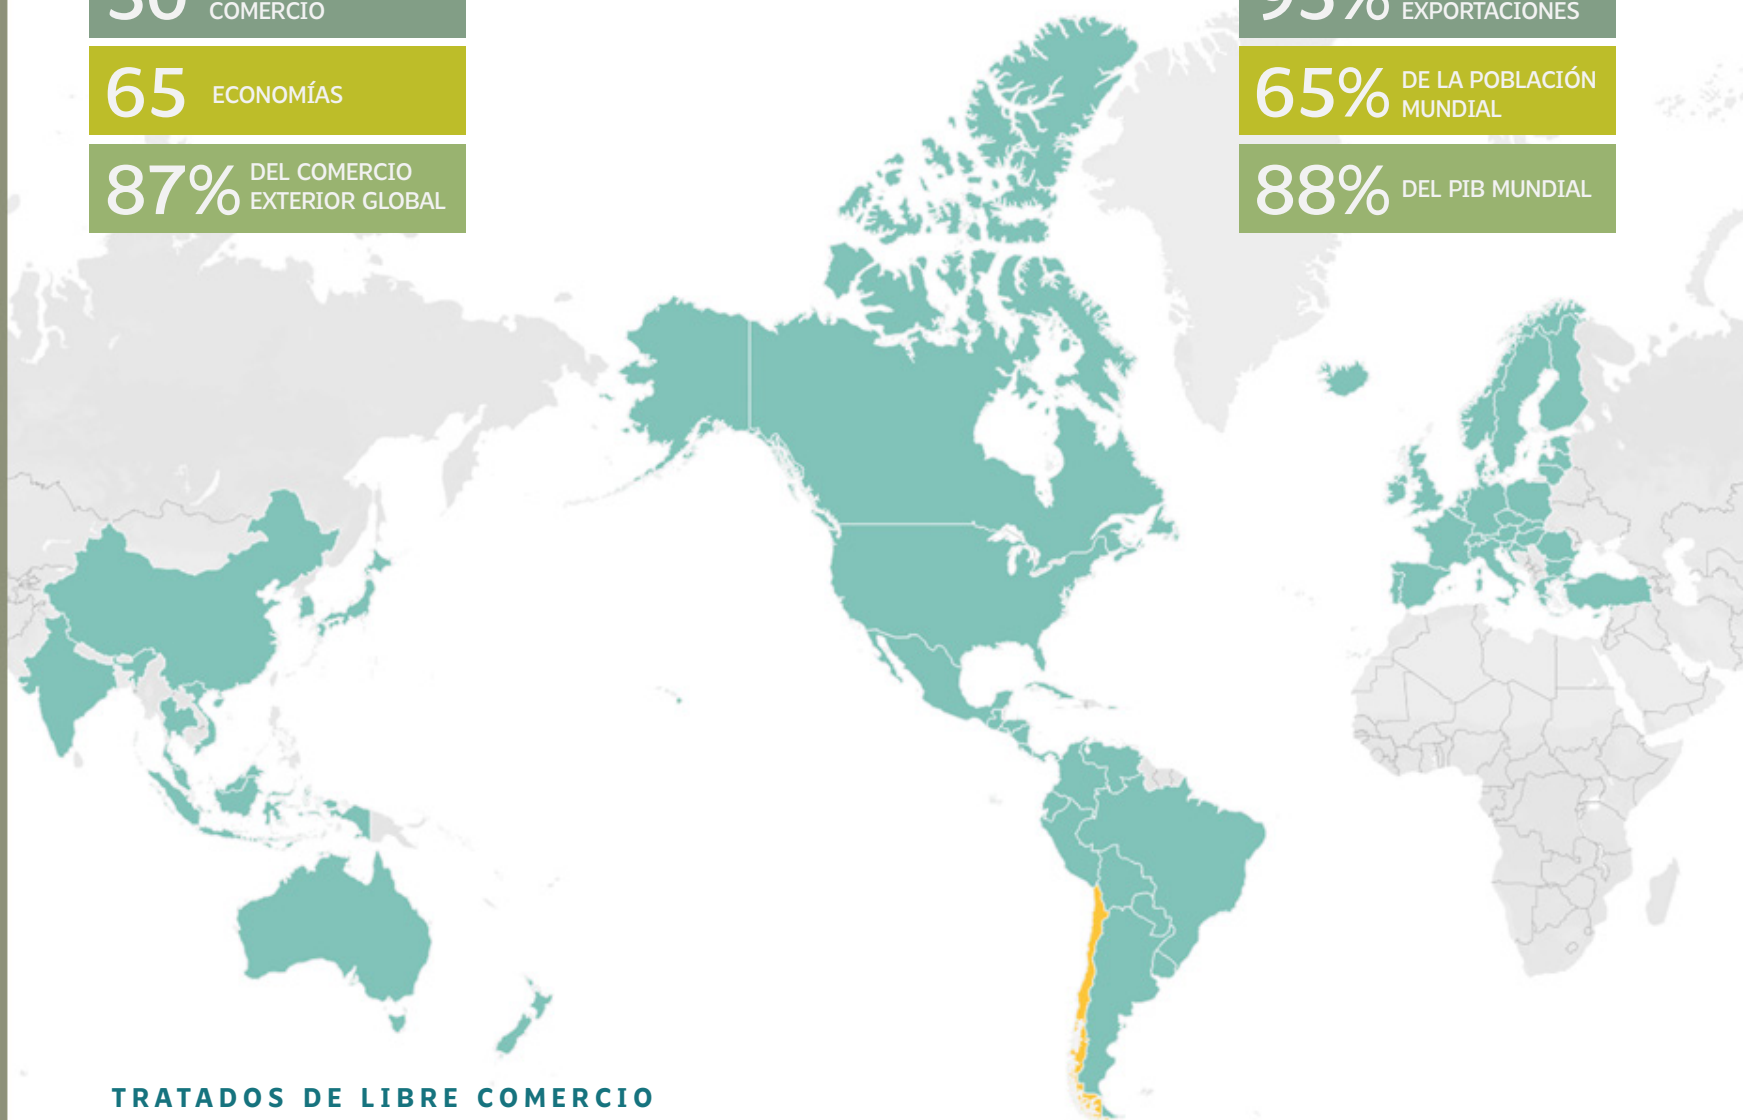 COMERCIO
65 ECONOMÍAS
87% DEL COMERCIO
EXTERIOR GLOBAL
EXPORTACIONES
65% DE LA POBLACIÓN
MUNDIAL
88% DEL PIB MUNDIAL
TRATADOS DE LIBRE COMERCIO